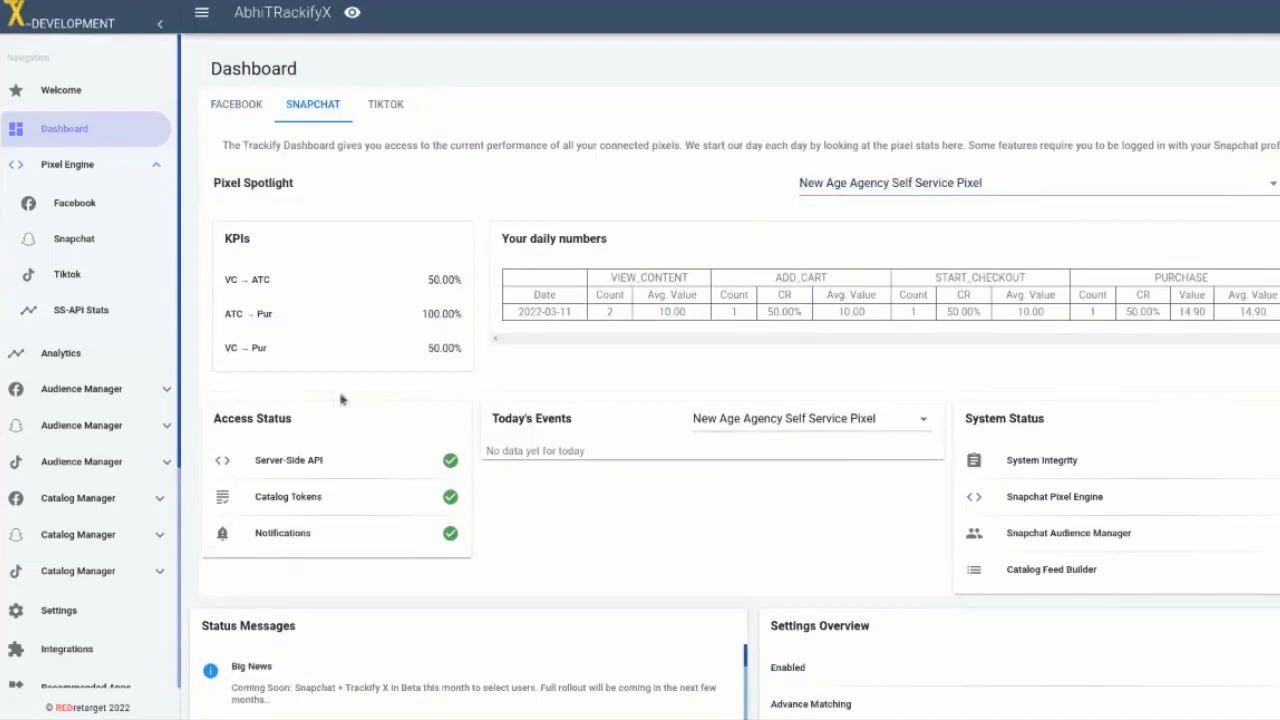 X-DEVELOPMENT
AbhiTRackifyX
Navigation
Welcome
Dashboard
Pixel Engine
Facebook
Snapchat
Tiktok
SS-API Stats
Analytics
Audience Manager
Audience Manager
Audience Manager
Catalog Manager
Catalog Manager
Catalog Manager
Settings
Integrations
Recommended Apps
© REDretarget 2022
Dashboard
FACEBOOK SNAPCHAT TIKTOK
The Trackify Dashboard gives you access to the current performance of all your connected pixels. We start our day each day by looking at the pixel stats here. Some features require you to be logged in with your Snapchat prof
Pixel Spotlight
New Age Agency Self Service Pixel
KPIs
VC → ATC 50.00%
ATC → Pur 100.00%
VC → Pur 50.00%
Your daily numbers
VIEW_CONTENT ADD_CART START_CHECKOUT PURCHASE
Date Count Avg. Value Count CR Avg. Value Count CR Avg. Value Count CR Value Avg. Value
2022-03-11 2 10.00 1 50.00% 10.00 1 50.00% 10.00 1 50.00% 14.90 14.90
Access Status
Server-Side API
Catalog Tokens
Notifications
Today's Events
New Age Agency Self Service Pixel
No data yet for today
System Status
System Integrity
Snapchat Pixel Engine
Snapchat Audience Manager
Catalog Feed Builder
Status Messages
Big News
Coming Soon: Snapchat + Trackify X in Beta this month to select users. Full rollout will be coming in the next few
months..
Settings Overview
Enabled
Advance Matching